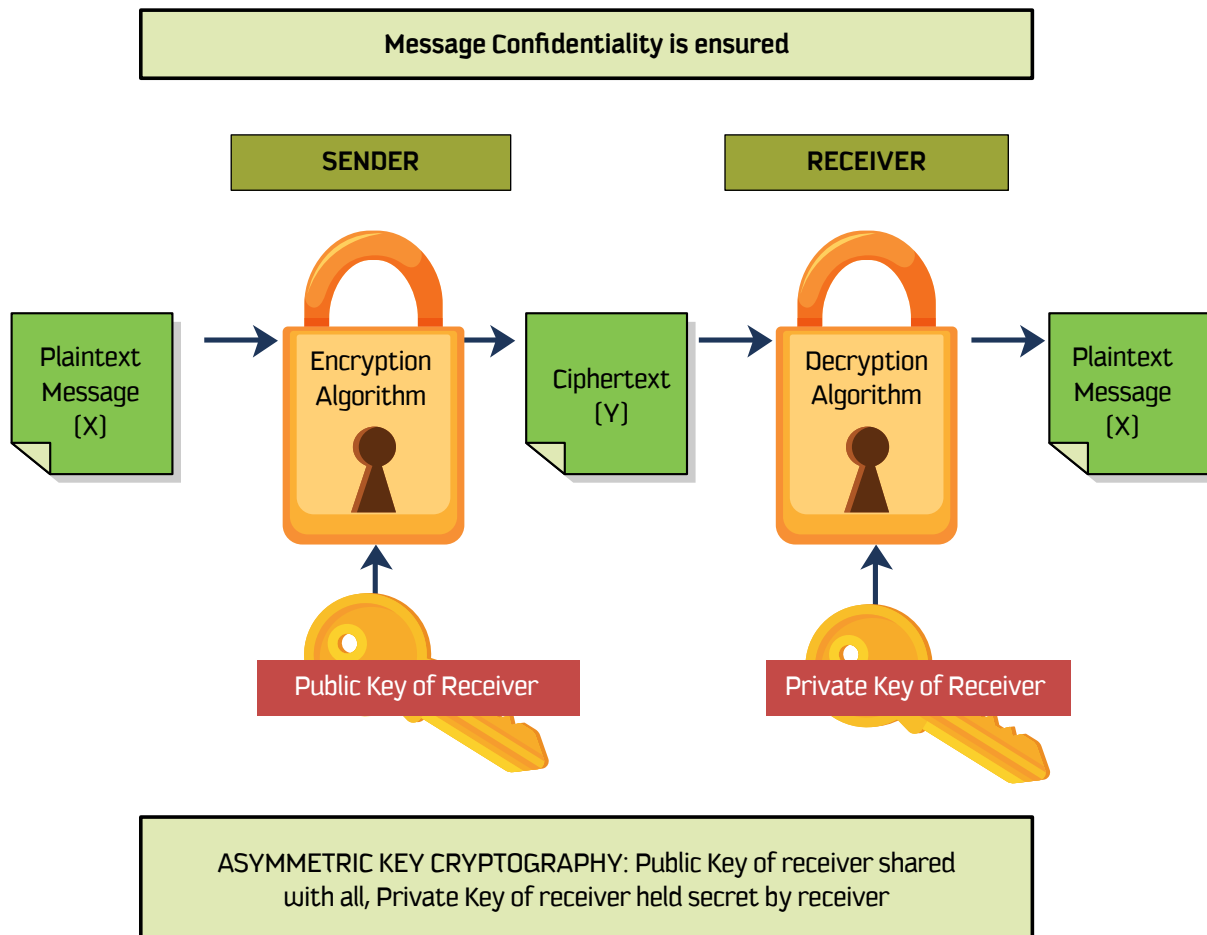 Message Confidentiality is ensured
SENDER
RECEIVER
Plaintext
Message
(X)
Encryption
Algorithm
Ciphertext
(Y)
Decryption
Algorithm
Plaintext
Message
(X)
Public Key of Receiver
Private Key of Receiver
ASYMMETRIC KEY CRYPTOGRAPHY: Public Key of receiver shared
with all, Private Key of receiver held secret by receiver